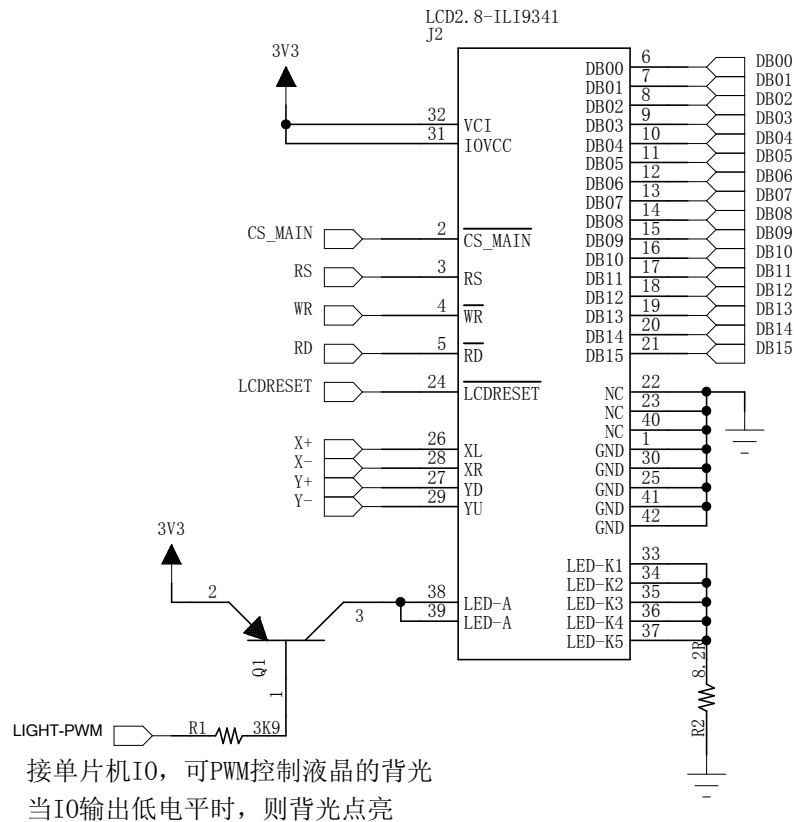 LCD2.8-ILI9341
J2
3V3
32 VCI
31 IOVCC
CS_MAIN 2 CS_MAIN
RS 3 RS
WR 4 WR
RD 5 RD
LCDRESET 24 LCDRESET
X+ 26 XL
X- 28 XR
Y+ 27 YD
Y- 29 YU
DB00 6 DB00
DB01 7 DB01
DB02 8 DB02
DB03 9 DB03
DB04 10 DB04
DB05 11 DB05
DB06 12 DB06
DB07 13 DB07
DB08 14 DB08
DB09 15 DB09
DB10 16 DB10
DB11 17 DB11
DB12 18 DB12
DB13 19 DB13
DB14 20 DB14
DB15 21 DB15
NC 22
NC 23
NC 40
GND 1
GND 30
GND 25
GND 41
GND 42
3V3
2
3
38 LED-A
39 LED-A
LED-K1 33
LED-K2 34
LED-K3 35
LED-K4 36
LED-K5 37
Q1
1
8.2R
R2
LIGHT-PWM R1 3K9
接单片机IO，可PWM控制液晶的背光
当IO输出低电平时，则背光点亮